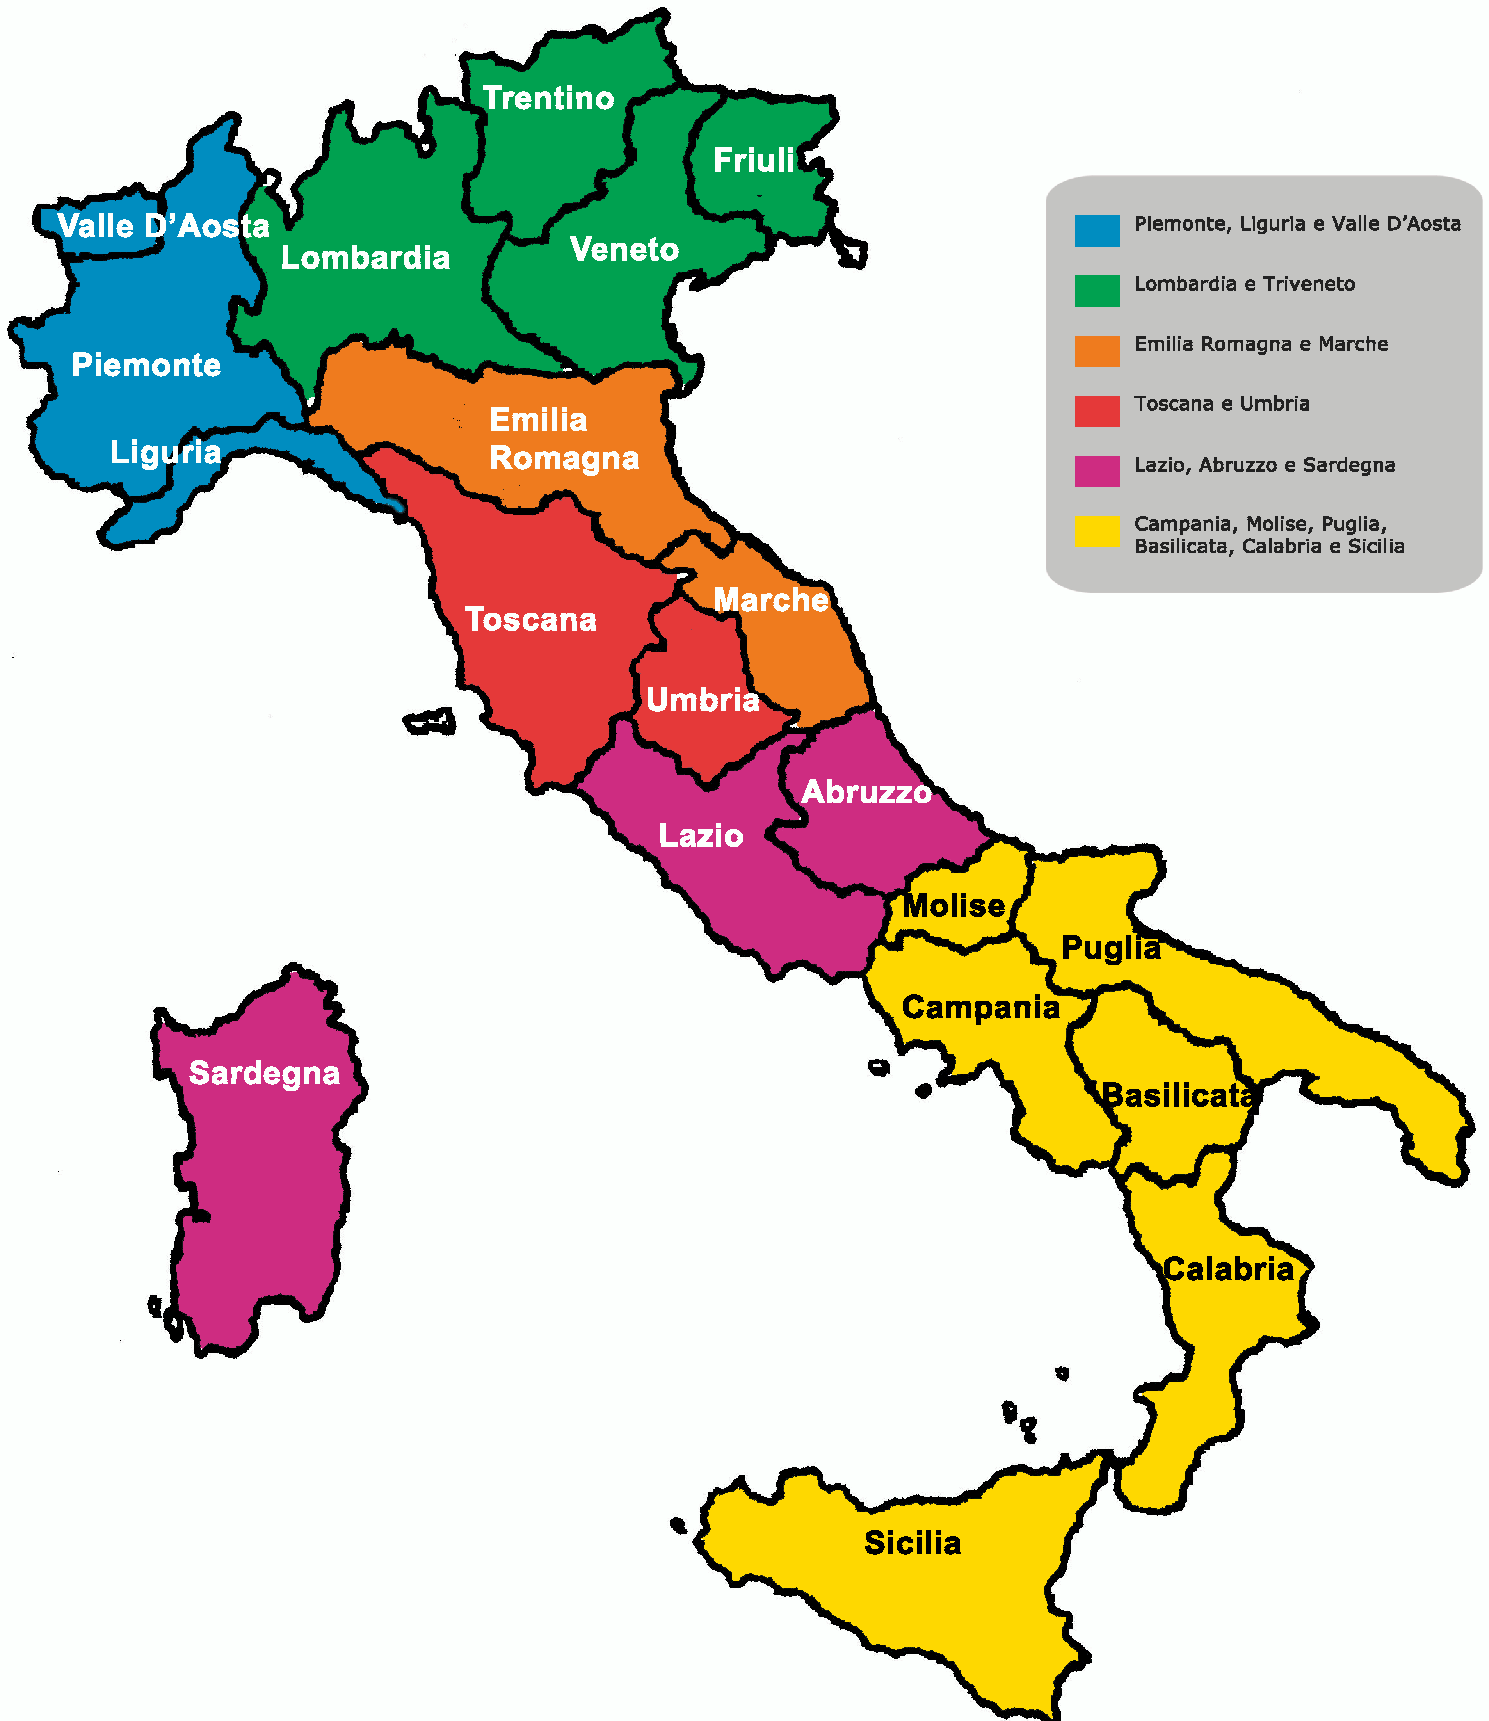 Trentino
Friuli
Valle D'Aosta
Lombardia
Veneto
Piemonte
Liguria
Emilia
Romagna
Toscana
Marche
Umbria
Abruzzo
Lazio
Molise
Puglia
Campania
Basilicata
Sardegna
Calabria
Sicilia
Piemonte, Liguria e Valle D'Aosta
Lombardia e Triveneto
Emilia Romagna e Marche
Toscana e Umbria
Lazio, Abruzzo e Sardegna
Campania, Molise, Puglia,
Basilicata, Calabria e Sicilia